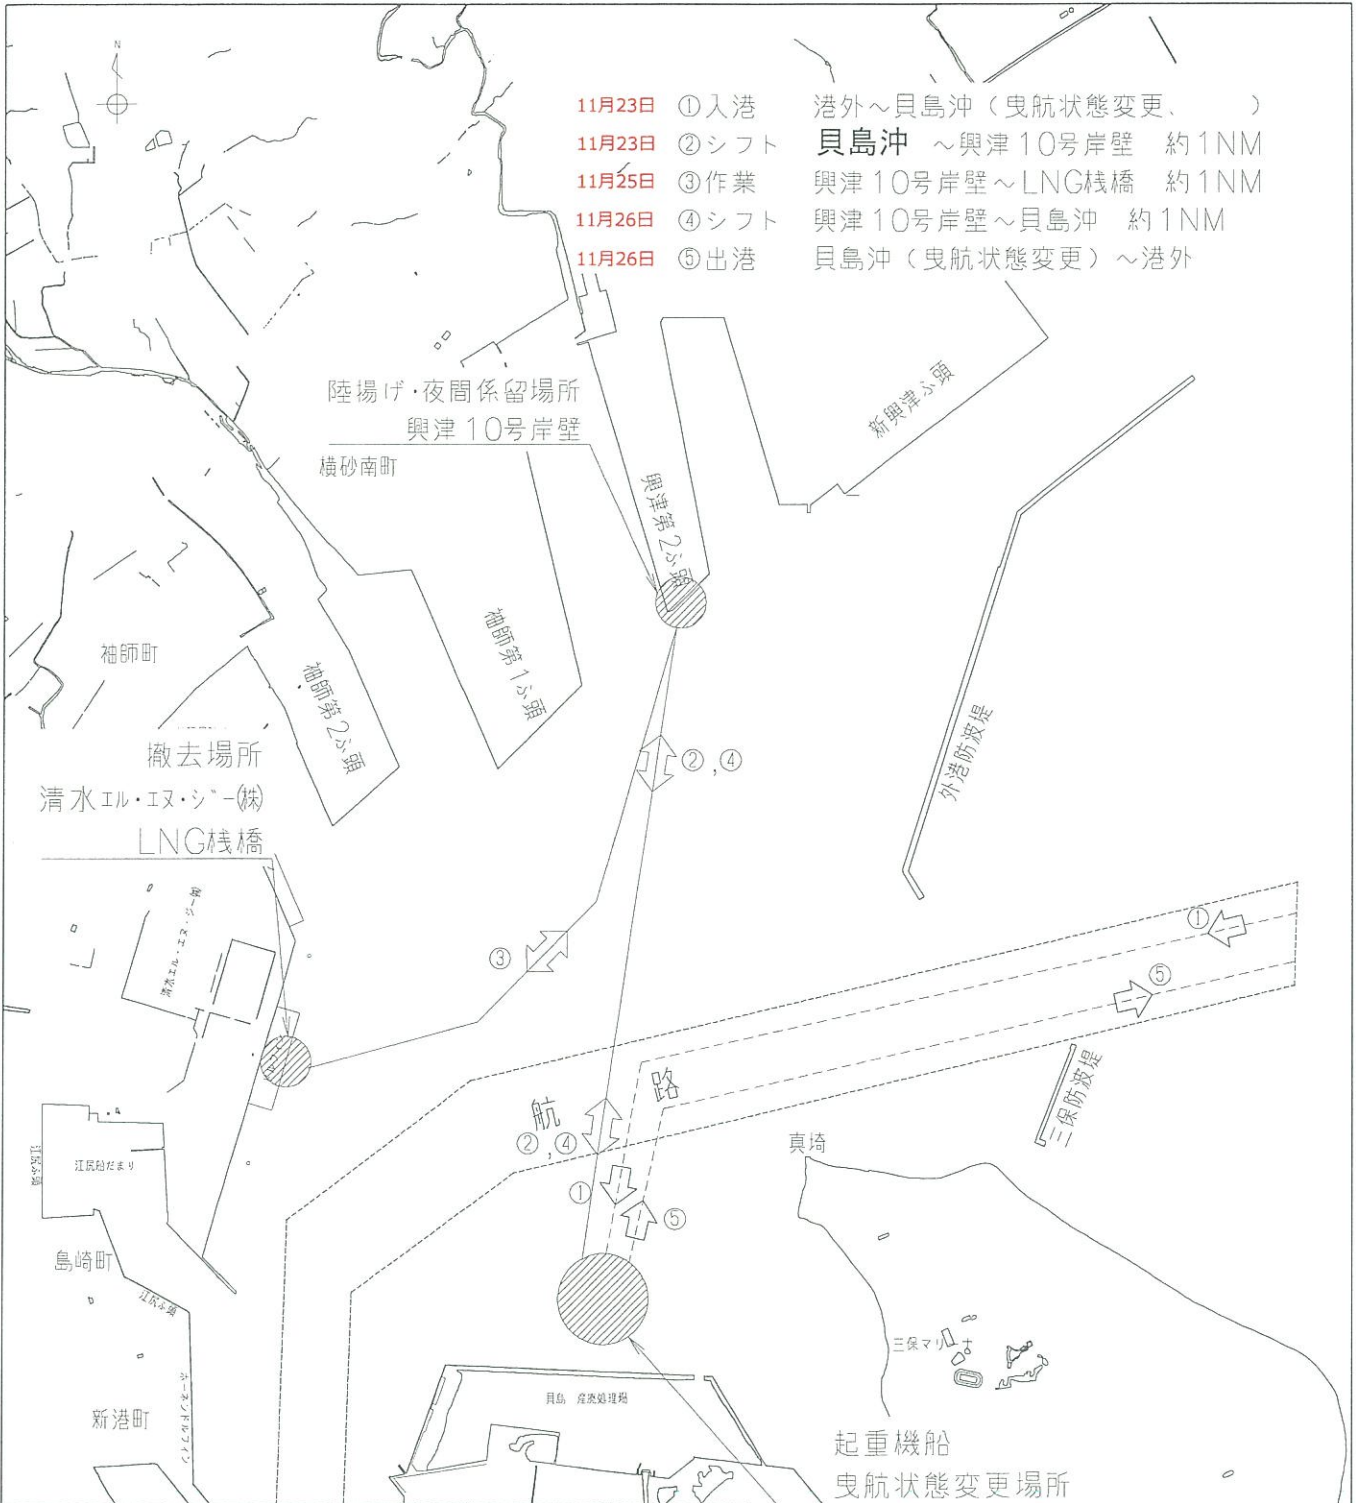 N
11月23日 ①入港 港外～貝島沖（曳航状態変更、 ）
11月23日 ②シフト 貝島沖 ～興津10号岸壁 約1NM
11月25日 ③作業 興津10号岸壁～LNG桟橋 約1NM
11月26日 ④シフト 興津10号岸壁～貝島沖 約1NM
11月26日 ⑤出港 貝島沖（曳航状態変更）～港外
陸揚げ・夜間係留場所
興津10号岸壁
横砂南町
新興津ふ頭
興津第2ふ頭
袖師町
袖師第1ふ頭
袖師第2ふ頭
撤去場所
清水エル・エヌ・ジー㈱
LNG桟橋
②,④
外港防波堤
①
③
⑤
航
路
②,④
①
⑤
三保防波堤
真埼
江尻船だまり
江尻ふ頭
島崎町
江尻ふ頭
新港町
貝島 産廃処理場
三保マリーナ
起重機船
曳航状態変更場所